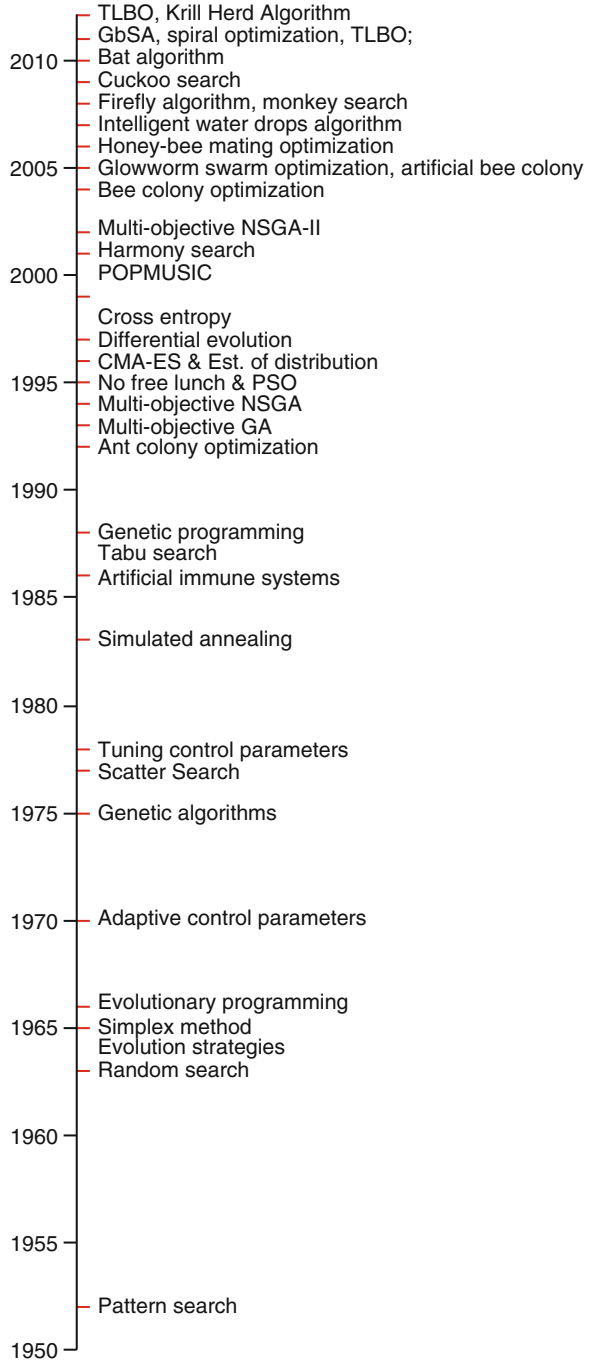 TLBO, Krill Herd Algorithm
GbSA, spiral optimization, TLBO;
2010 Bat algorithm
Cuckoo search
Firefly algorithm, monkey search
Intelligent water drops algorithm
Honey-bee mating optimization
2005 Glowworm swarm optimization, artificial bee colony
Bee colony optimization
Multi-objective NSGA-II
Harmony search
2000 POPMUSIC
Cross entropy
Differential evolution
CMA-ES & Est. of distribution
1995 No free lunch & PSO
Multi-objective NSGA
Multi-objective GA
Ant colony optimization
1990
Genetic programming
Tabu search
Artificial immune systems
1985
Simulated annealing
1980
Tuning control parameters
Scatter Search
1975 Genetic algorithms
1970 Adaptive control parameters
Evolutionary programming
1965 Simplex method
Evolution strategies
Random search
1960
1955
Pattern search
1950